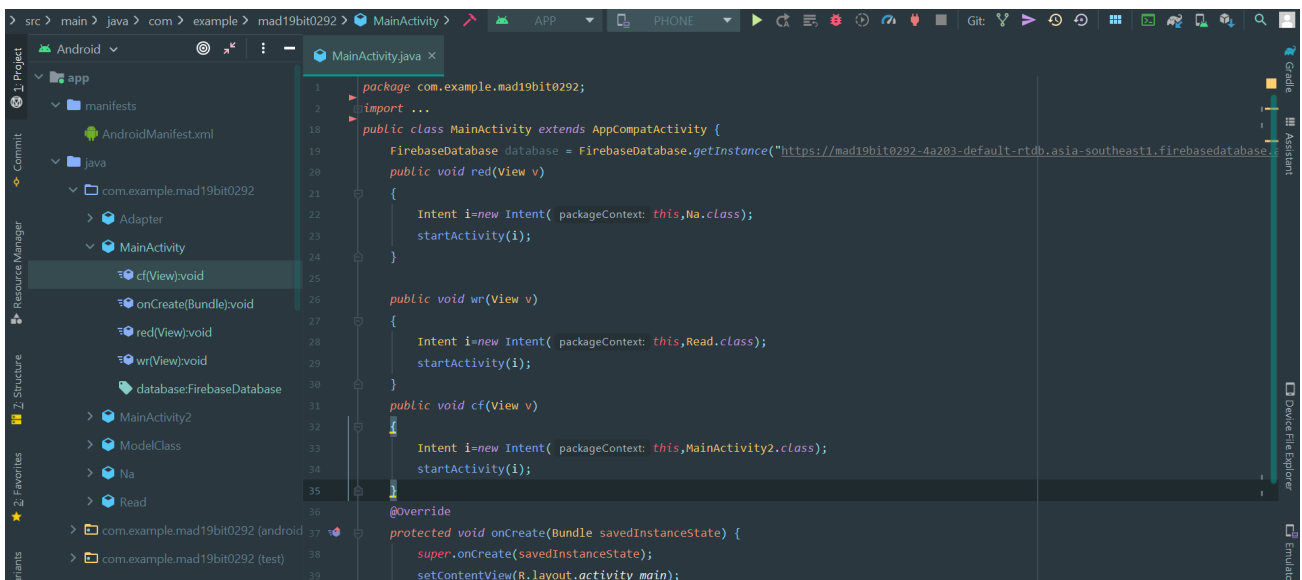 src > main > java > com > example > mad19bit0292 > MainActivity > APP PHONE Git:
Android
MainActivity.java ×
1: Project
Commit
Resource Manager
7: Structure
2: Favorites
app
manifests
AndroidManifest.xml
java
com.example.mad19bit0292
Adapter
MainActivity
cf(View):void
onCreate(Bundle):void
red(View):void
wr(View):void
database:FirebaseDatabase
MainActivity2
ModelClass
Na
Read
com.example.mad19bit0292 (android
com.example.mad19bit0292 (test)
1 package com.example.mad19bit0292;
2 import ...
18 public class MainActivity extends AppCompatActivity {
19 FirebaseDatabase database = FirebaseDatabase.getInstance("https://mad19bit0292-4a203-default-rtdb.asia-southeast1.firebasedatabase.
20 public void red(View v)
21 {
22 Intent i=new Intent( packageContext: this,Na.class);
23 startActivity(i);
24 }
25
26 public void wr(View v)
27 {
28 Intent i=new Intent( packageContext: this,Read.class);
29 startActivity(i);
30 }
31 public void cf(View v)
32 {
33 Intent i=new Intent( packageContext: this,MainActivity2.class);
34 startActivity(i);
35 }
36 @Override
37 protected void onCreate(Bundle savedInstanceState) {
38 super.onCreate(savedInstanceState);
39 setContentView(R.layout.activity_main);
Gradle
Assistant
Device File Explorer
Emulato